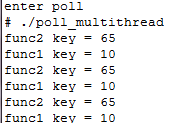 enter poll
# ./poll_multithread
func2 key = 65
func1 key = 10
func2 key = 65
func1 key = 10
func2 key = 65
func1 key = 10